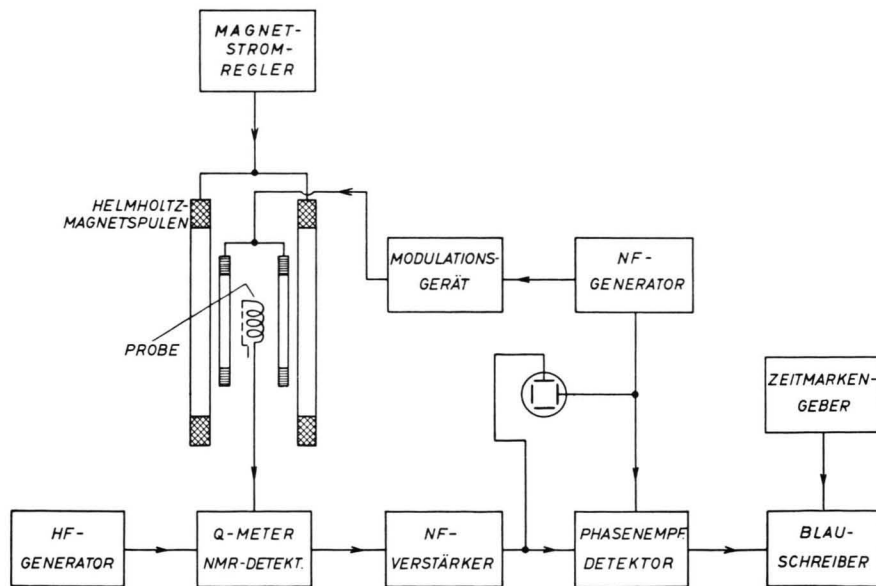 MAGNET-
STROM-
REGLER
HELMHOLTZ-
MAGNETSPULEN
MODULATIONS-
GERÄT
NF-
GENERATOR
PROBE
ZEITMARKEN-
GEBER
HF-
GENERATOR
Q-METER
NMR-DETEKT.
NF-
VERSTÄRKER
PHASENEMPF.
DETEKTOR
BLAU-
SCHREIBER